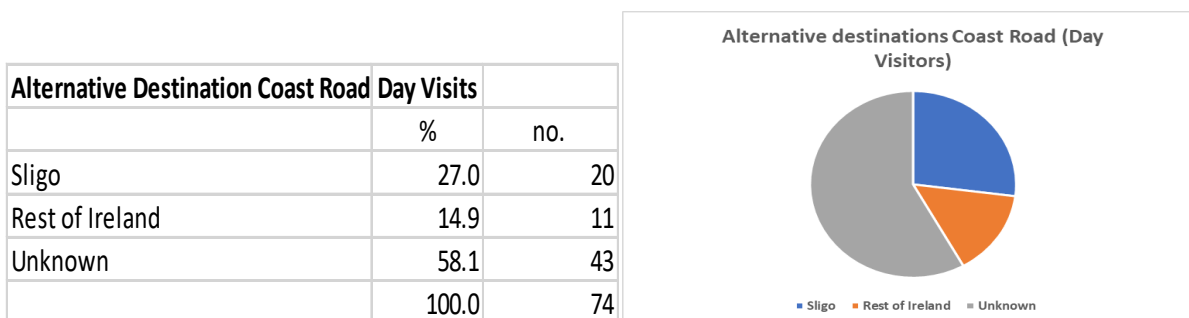 Alternative Destination Coast Road Day Visits
% no.
Sligo 27.0 20
Rest of Ireland 14.9 11
Unknown 58.1 43
100.0 74
Alternative destinations Coast Road (Day
Visitors)
Sligo Rest of Ireland Unknown